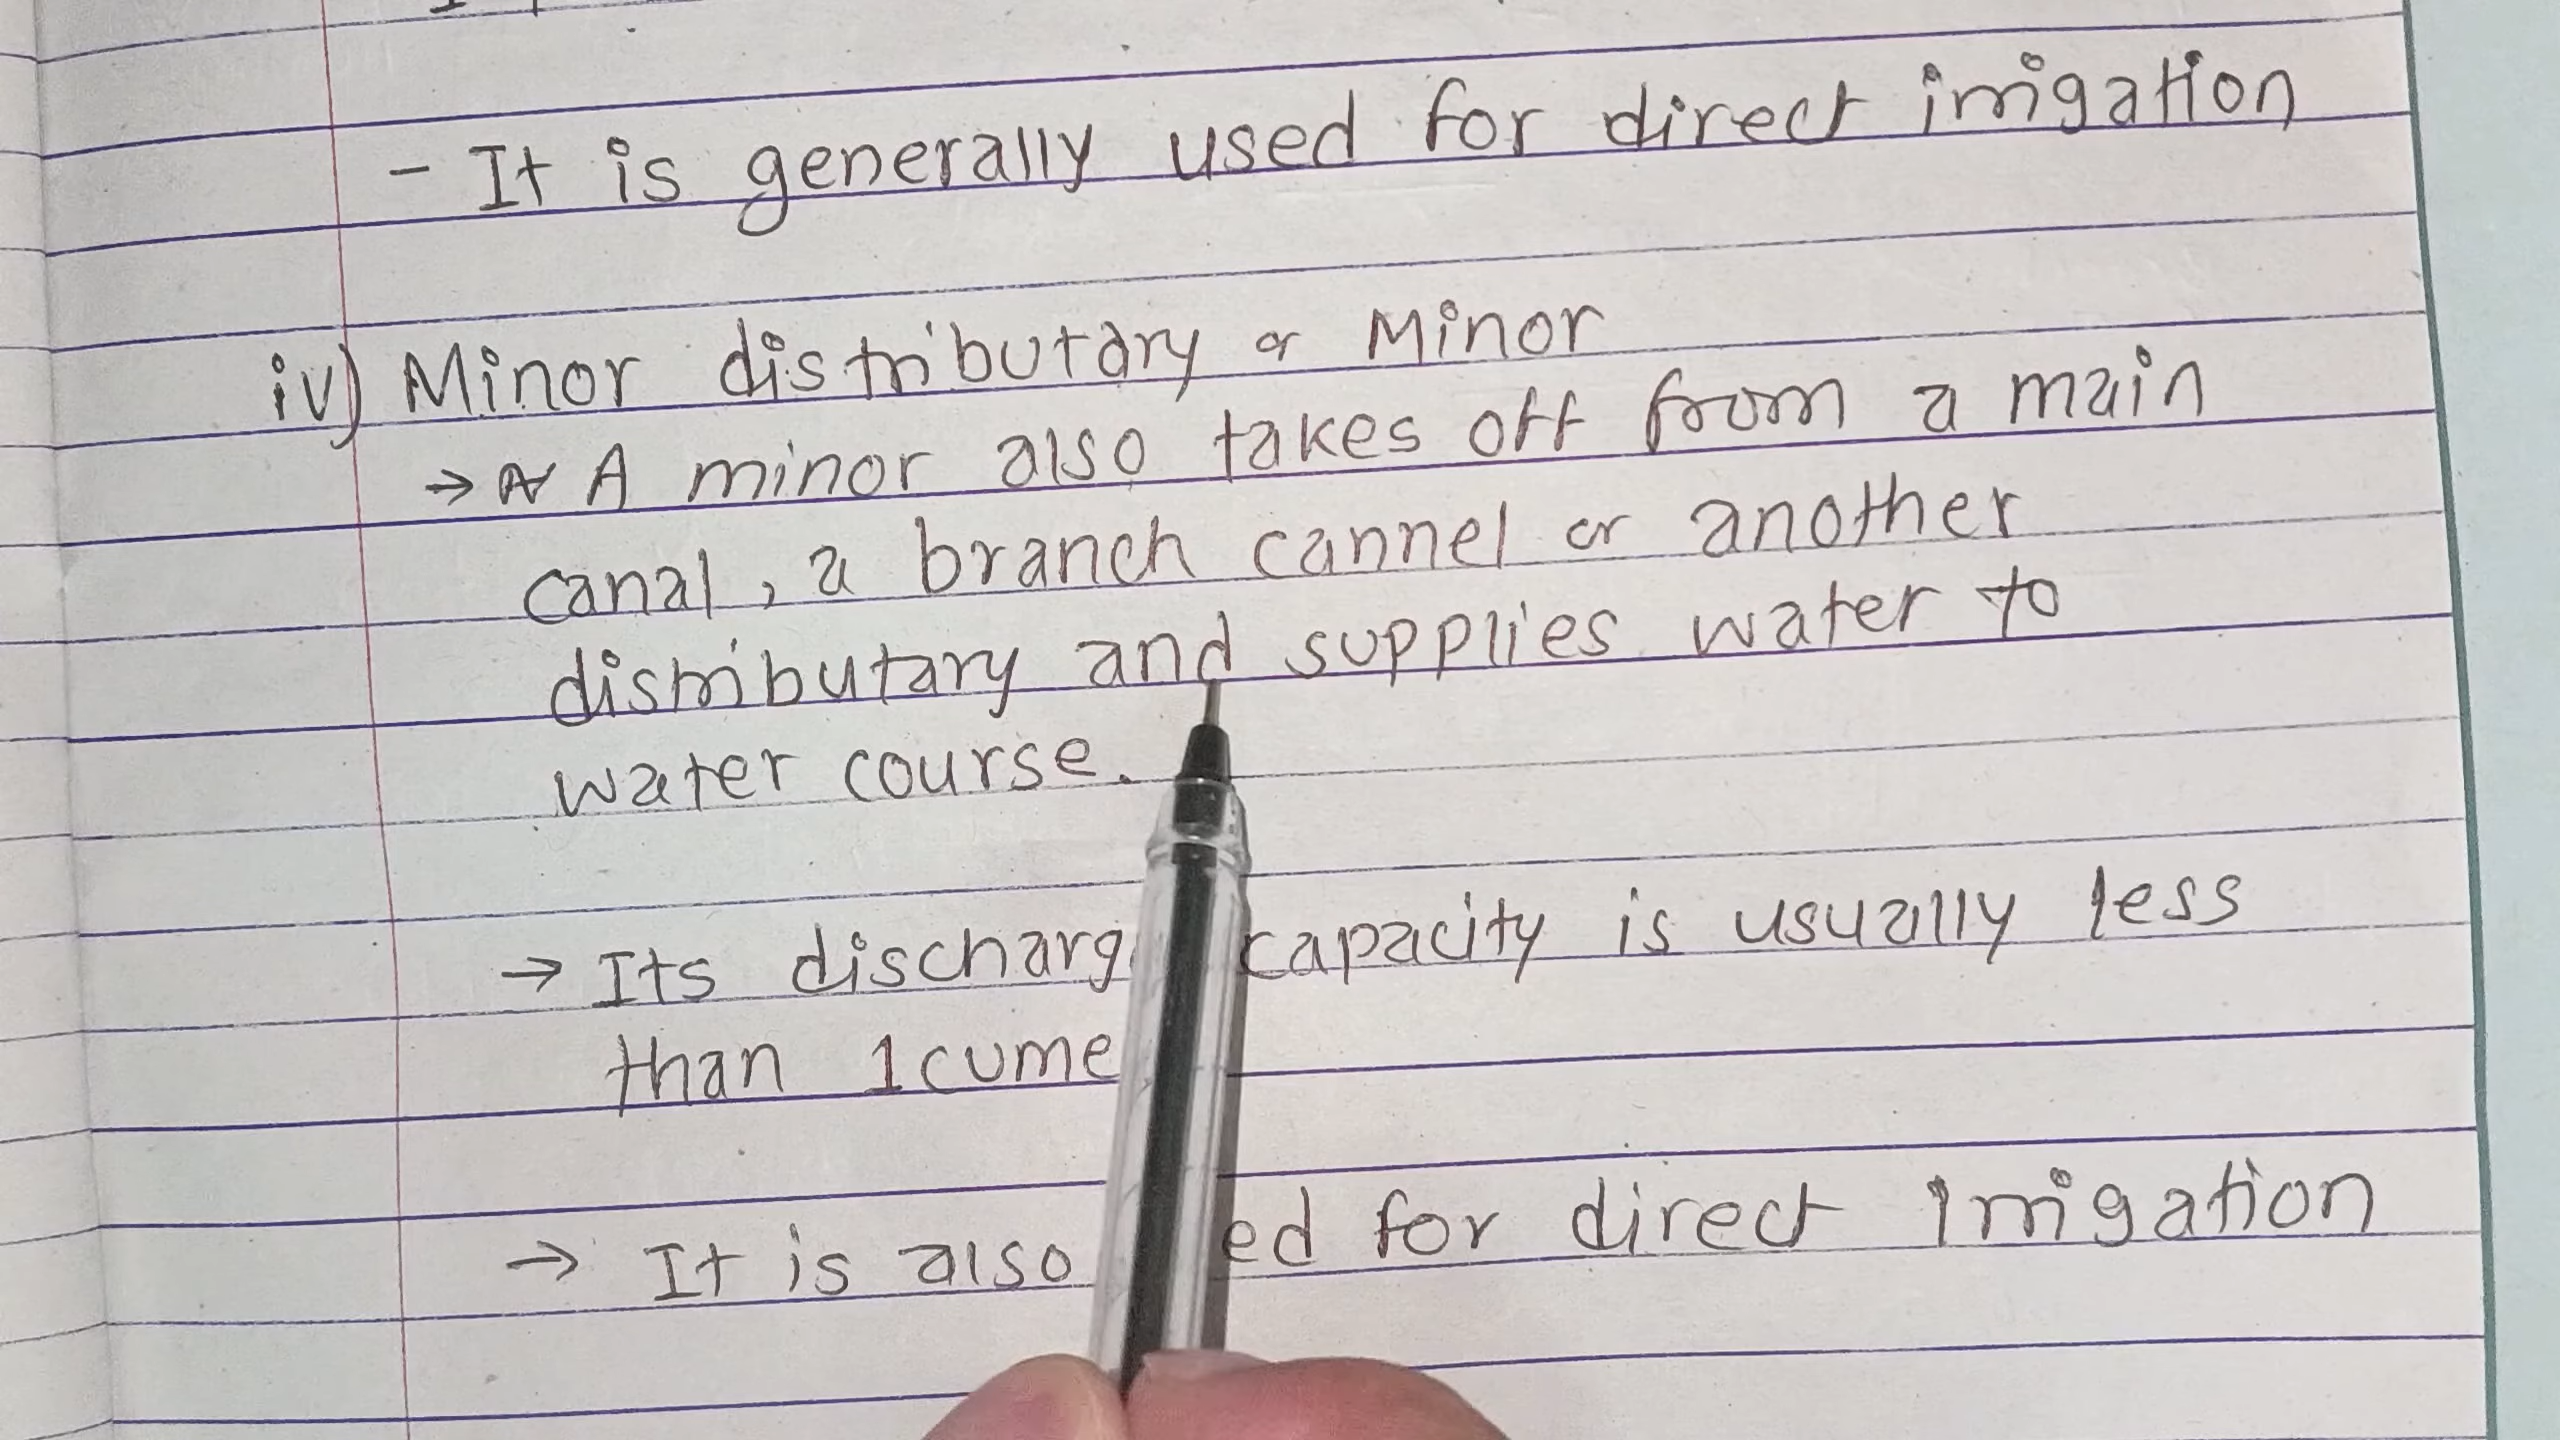 - It is generally used for direct irrigation
iv) Minor distributary or Minor
→ A minor also takes off from a main
canal, a branch cannel or another
distributary and supplies water to
water course.
→ Its discharg capacity is usually less
than 1cume
→ It is also ed for direct Irrigation